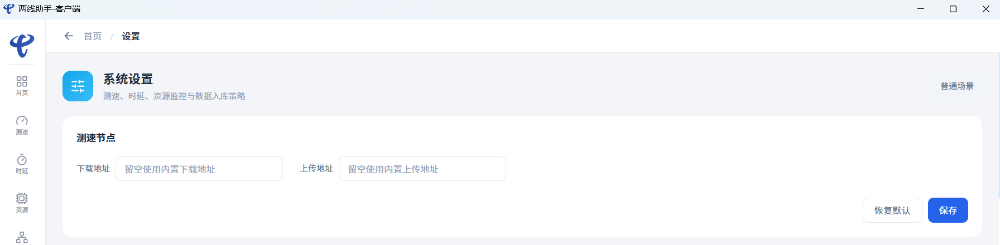 两线助手-客户端
首页 / 设置
系统设置
测速、时延、资源监控与数据入库策略
普通场景
首页
测速
时延
资源
测速节点
下载地址 留空使用内置下载地址 上传地址 留空使用内置上传地址
恢复默认 保存